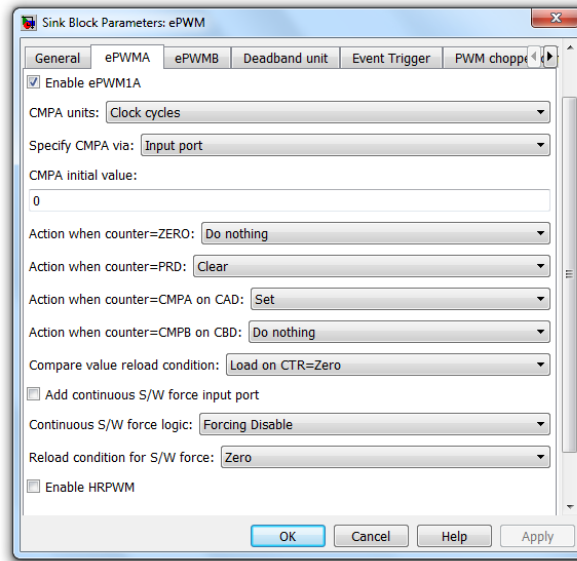 Sink Block Parameters: ePWM
General ePWMA ePWMB Deadband unit Event Trigger PWM choppe
Enable ePWM1A
CMPA units: Clock cycles
Specify CMPA via: Input port
CMPA initial value:
0
Action when counter=ZERO: Do nothing
Action when counter=PRD: Clear
Action when counter=CMPA on CAD: Set
Action when counter=CMPB on CBD: Do nothing
Compare value reload condition: Load on CTR=Zero
Add continuous S/W force input port
Continuous S/W force logic: Forcing Disable
Reload condition for S/W force: Zero
Enable HRPWM
OK Cancel Help Apply